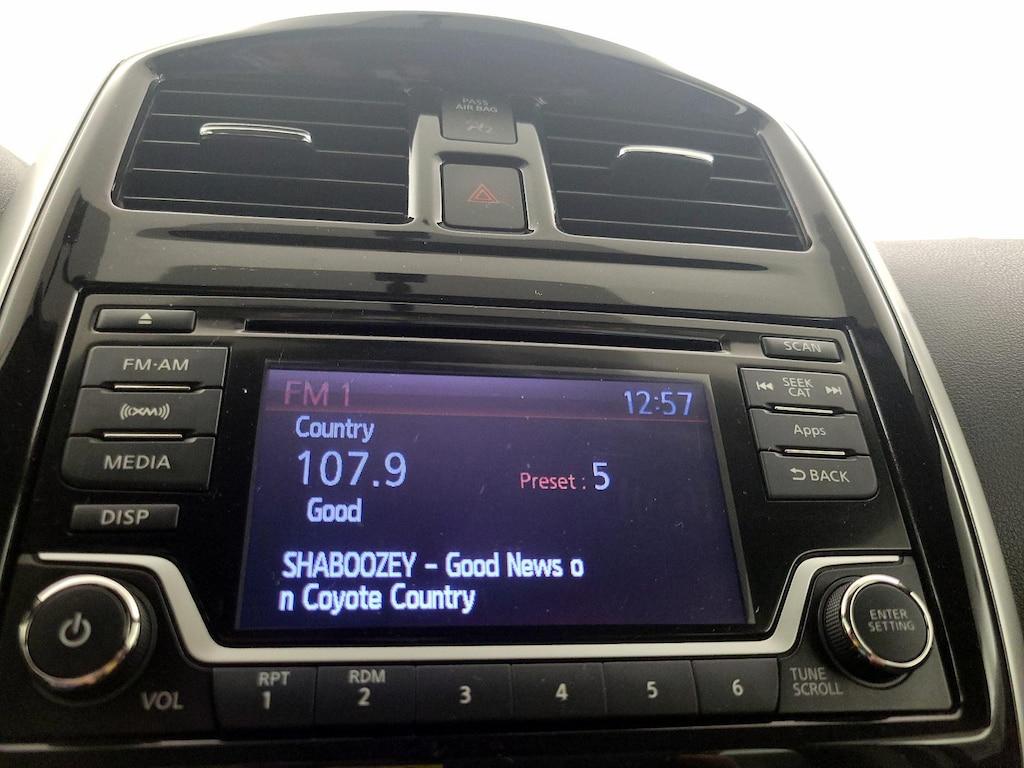 PASS
AIR BAG
FM·AM
((XM))
MEDIA
DISP
VOL
FM 1
12:57
Country
107.9
Preset : 5
Good
SHABOOZEY – Good News o
n Coyote Country
SCAN
SEEK
CAT
Apps
BACK
ENTER
SETTING
TUNE
SCROLL
RPT
1
RDM
2
3
4
5
6